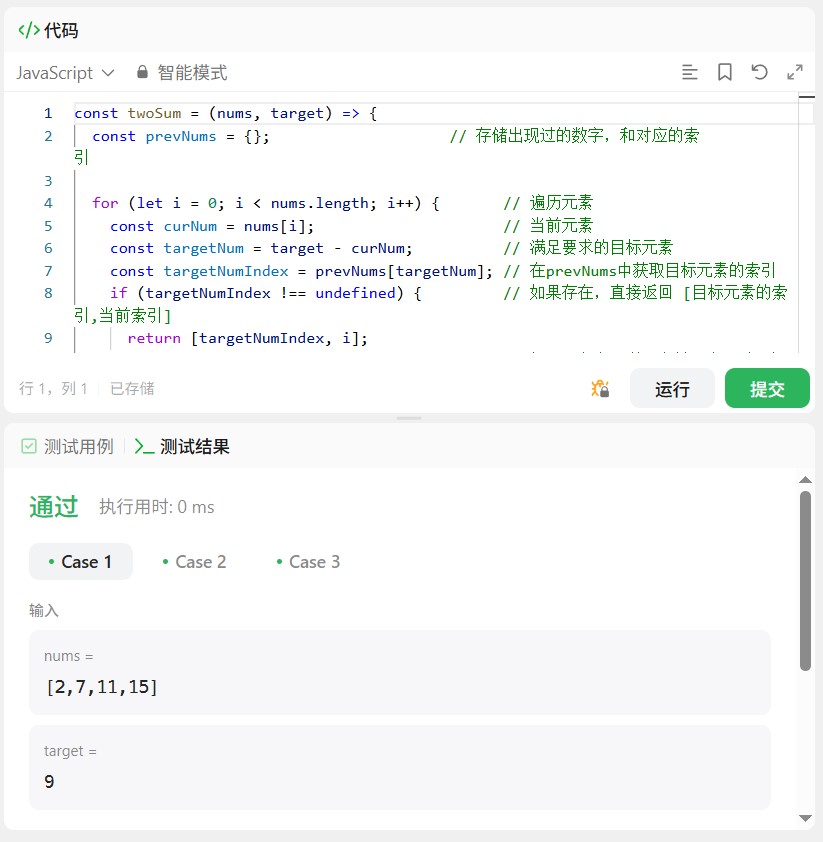 </> 代码
JavaScript 智能模式
1 const twoSum = (nums, target) => {
2 const prevNums = {}; // 存储出现过的数字，和对应的索
引
3
4 for (let i = 0; i < nums.length; i++) { // 遍历元素
5 const curNum = nums[i]; // 当前元素
6 const targetNum = target - curNum; // 满足要求的目标元素
7 const targetNumIndex = prevNums[targetNum]; // 在prevNums中获取目标元素的索引
8 if (targetNumIndex !== undefined) { // 如果存在，直接返回 [目标元素的索
引,当前索引]
9 return [targetNumIndex, i];
行 1，列 1 已存储 运行 提交
测试用例 >_ 测试结果
通过 执行用时: 0 ms
• Case 1 • Case 2 • Case 3
输入
nums =
[2,7,11,15]
target =
9